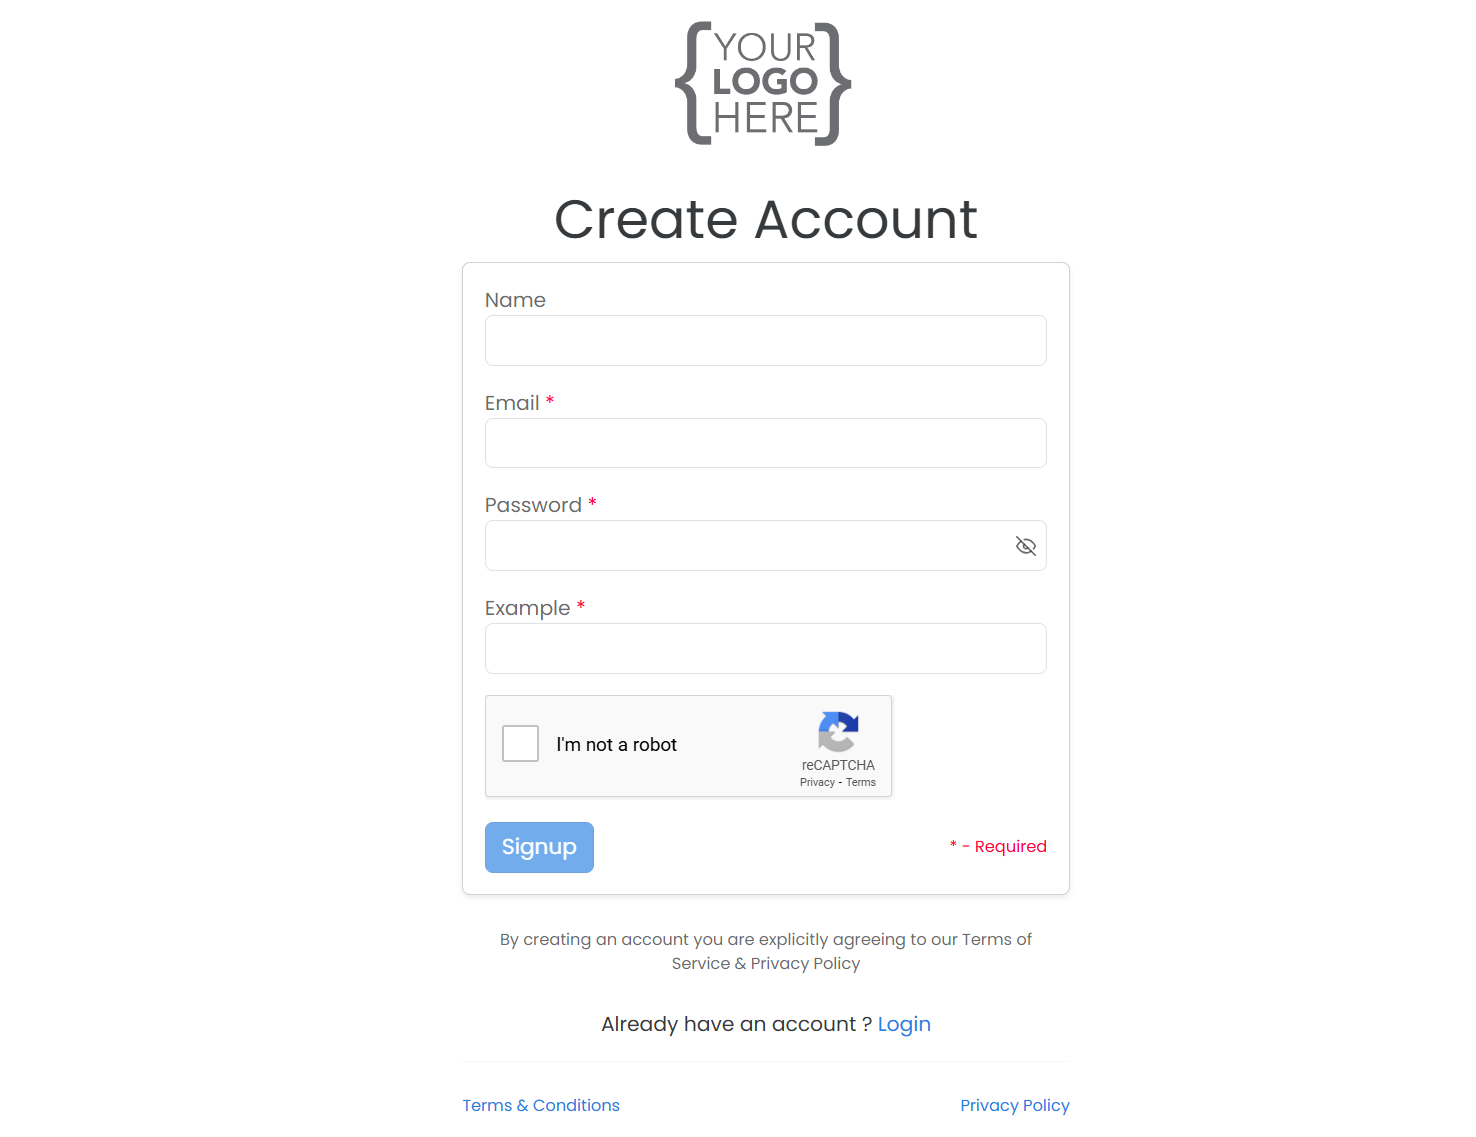 YOUR
LOGO
HERE
Create Account
Name
Email *
Password *
Example *
I'm not a robot
reCAPTCHA
Privacy - Terms
Signup
* - Required
By creating an account you are explicitly agreeing to our Terms of
Service & Privacy Policy
Already have an account ? Login
Terms & Conditions
Privacy Policy